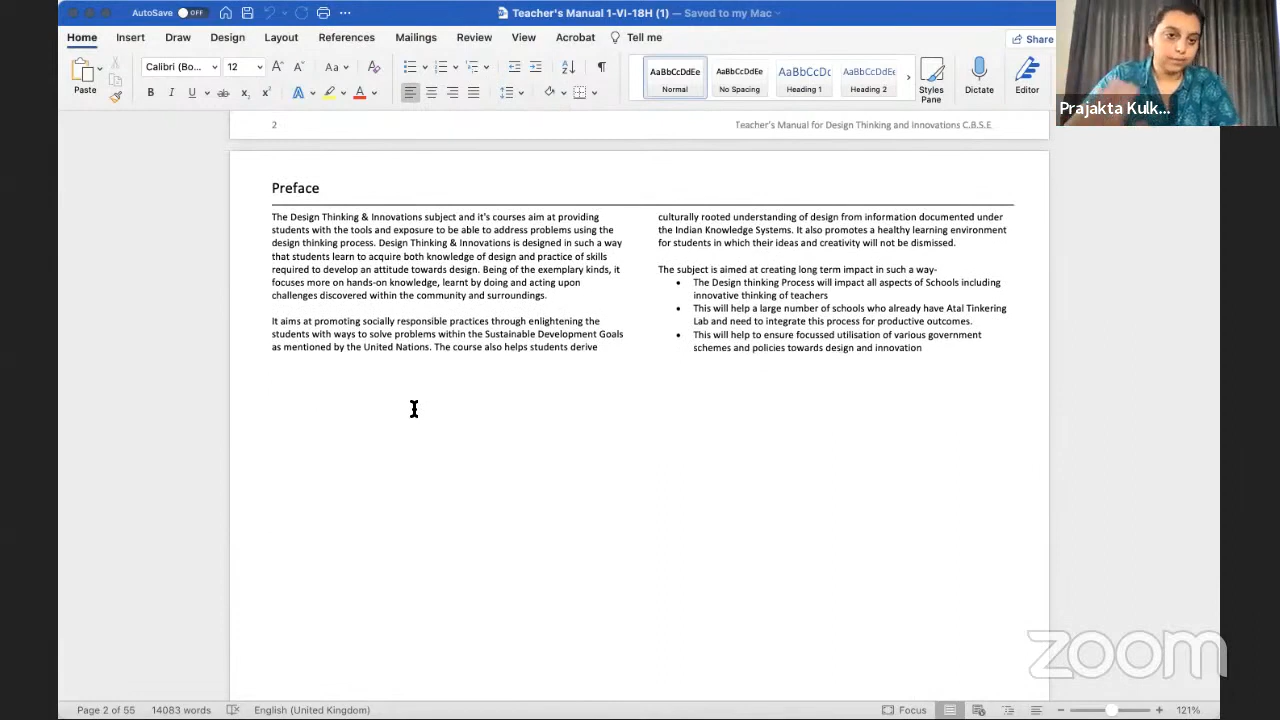 AutoSave OFF
Teacher's Manual 1-VI-18H (1) — Saved to my Mac
Home Insert Draw Design Layout References Mailings Review View Acrobat Tell me
Share
Paste
Calibri (Bo... 12
Aa
B I U ab x₂ x²
AaBbCcDdEe
Normal
AaBbCcDdEe
No Spacing
AaBbCcDc
Heading 1
AaBbCcDdEe
Heading 2
Styles
Pane
Dictate
Editor
Prajakta Kulk...
2
Teacher's Manual for Design Thinking and Innovations C.B.S.E
Preface
The Design Thinking & Innovations subject and it's courses aim at providing
students with the tools and exposure to be able to address problems using the
design thinking process. Design Thinking & Innovations is designed in such a way
that students learn to acquire both knowledge of design and practice of skills
required to develop an attitude towards design. Being of the exemplary kinds, it
focuses more on hands-on knowledge, learnt by doing and acting upon
challenges discovered within the community and surroundings.
It aims at promoting socially responsible practices through enlightening the
students with ways to solve problems within the Sustainable Development Goals
as mentioned by the United Nations. The course also helps students derive
culturally rooted understanding of design from information documented under
the Indian Knowledge Systems. It also promotes a healthy learning environment
for students in which their ideas and creativity will not be dismissed.
The subject is aimed at creating long term impact in such a way-
• The Design thinking Process will impact all aspects of Schools including
innovative thinking of teachers
• This will help a large number of schools who already have Atal Tinkering
Lab and need to integrate this process for productive outcomes.
• This will help to ensure focussed utilisation of various government
schemes and policies towards design and innovation
zoom
Page 2 of 55 14083 words English (United Kingdom) Focus 121%